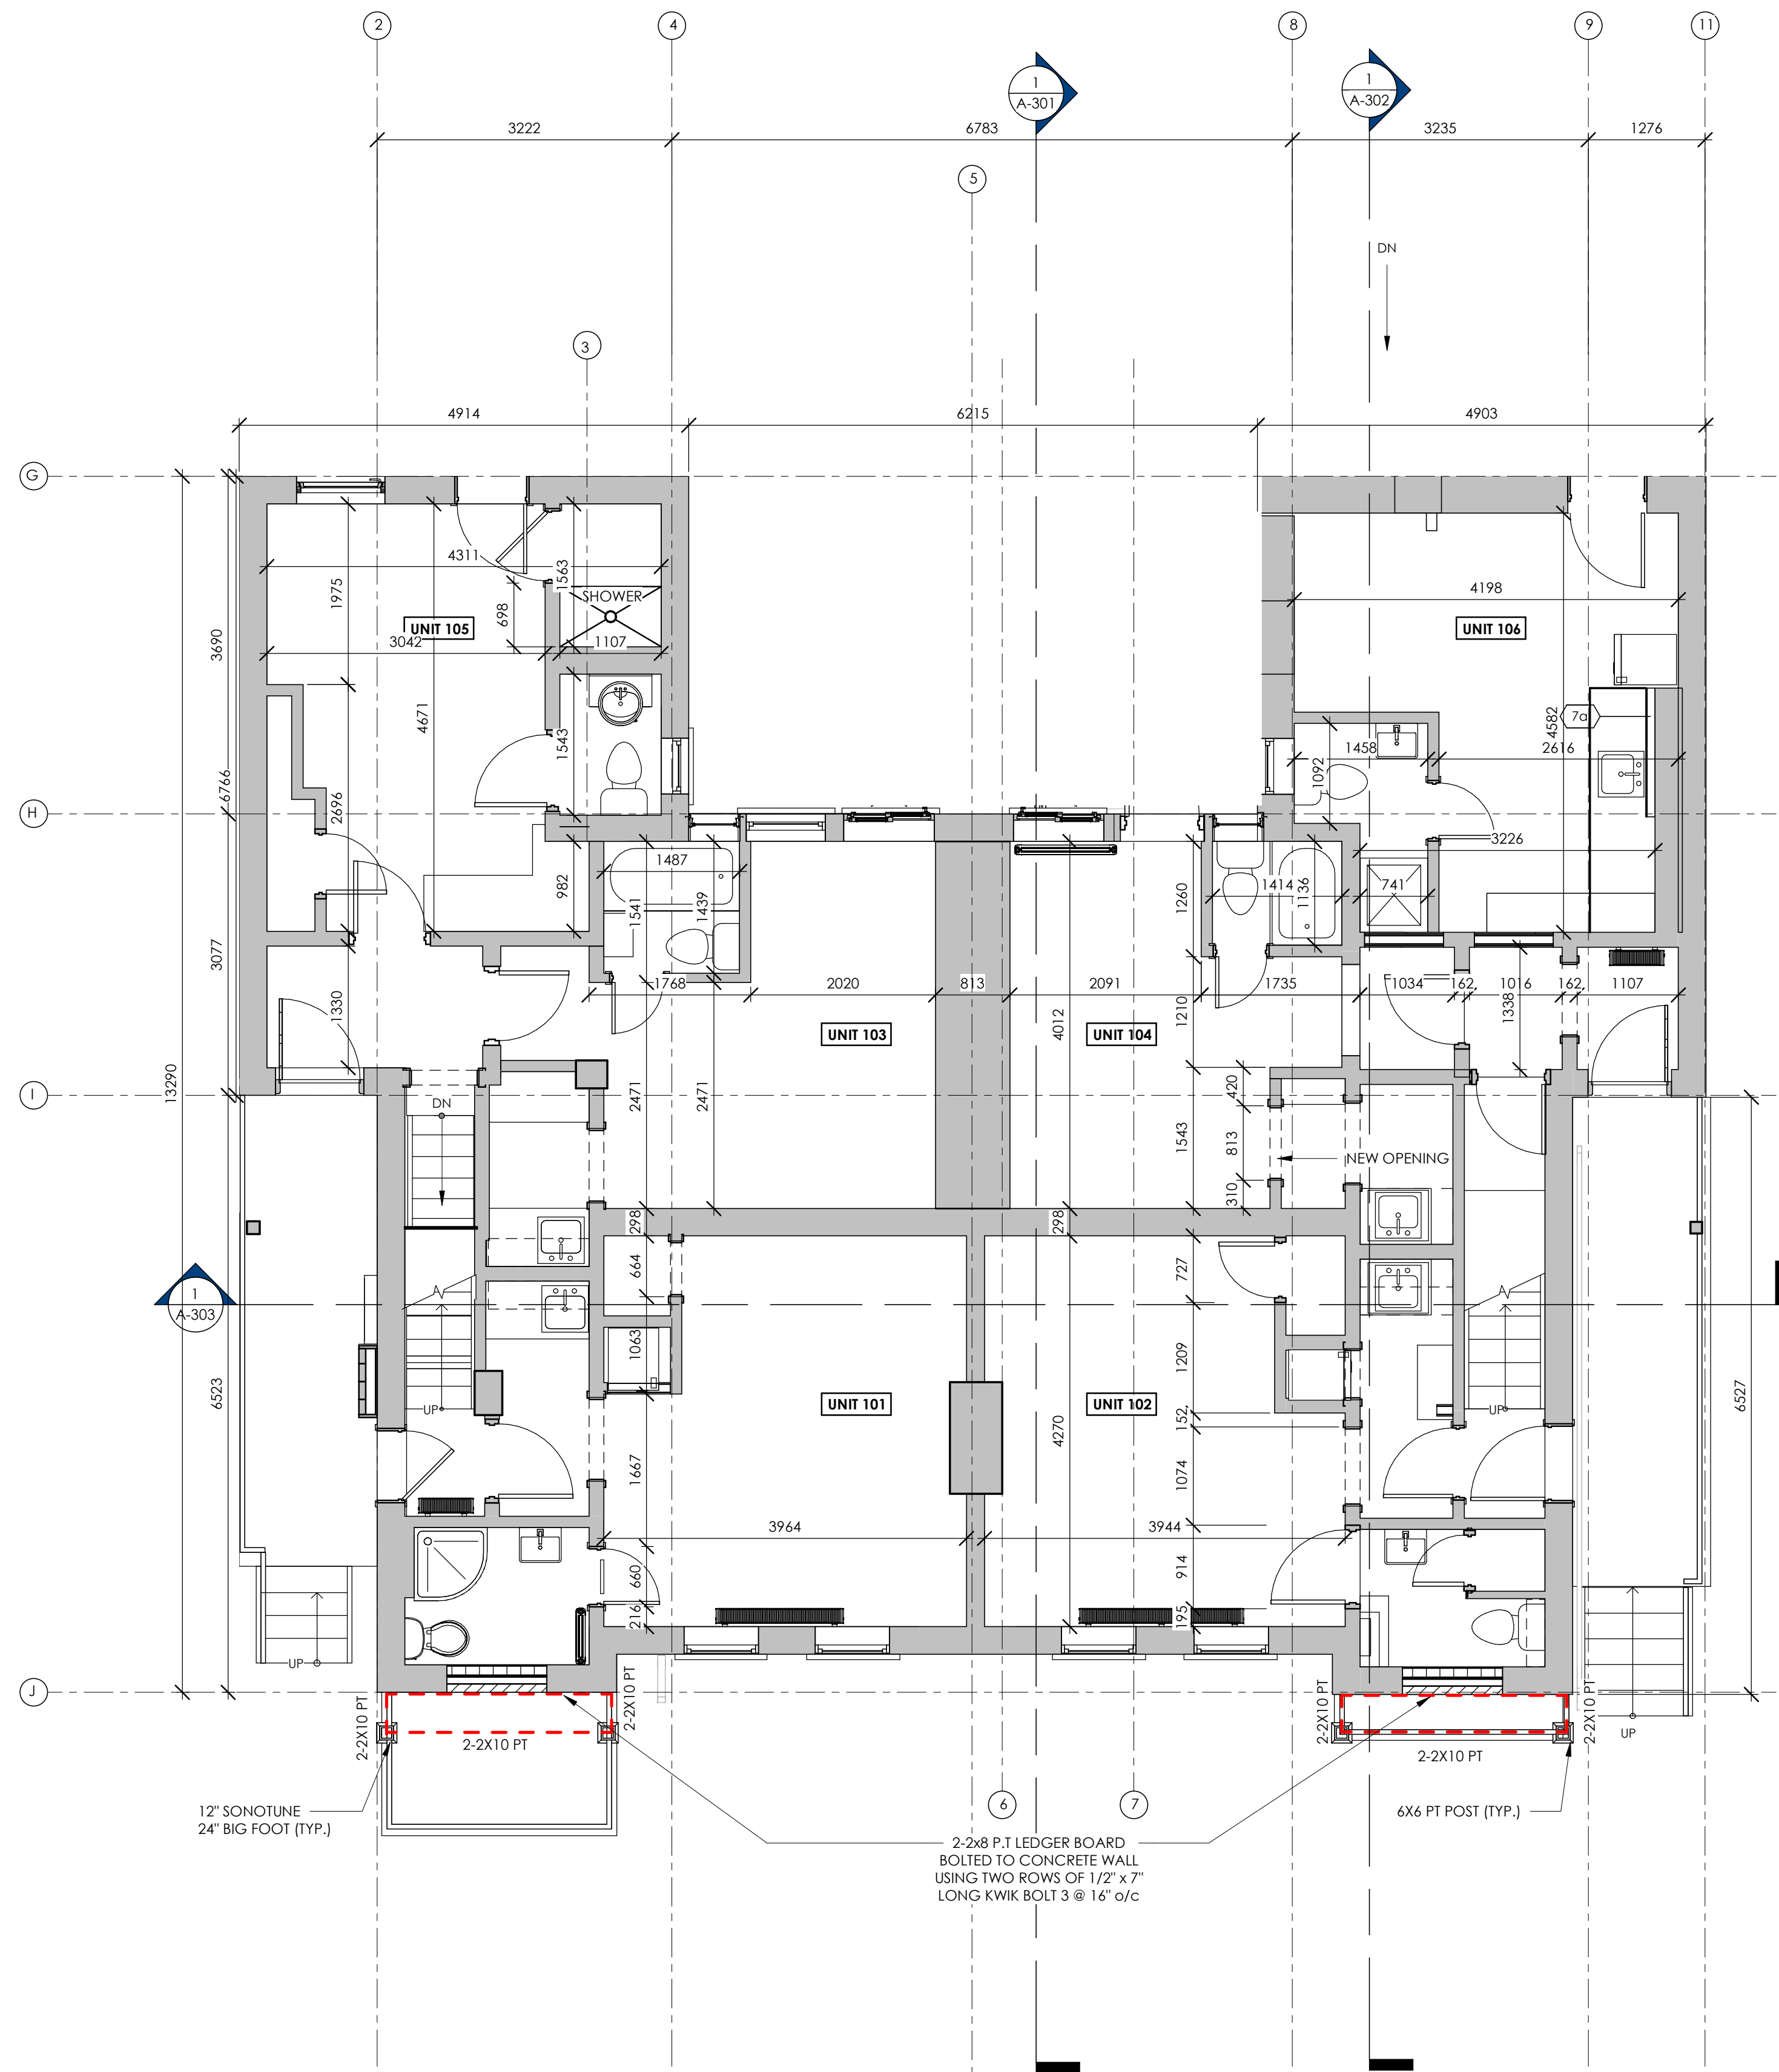 2
4
8
9
11
1
A-301
1
A-302
3222
6783
3235
1276
5
DN
3
4914
6215
4903
G
4311
1563
1975
698
SHOWER
UNIT 105
3042
1107
3690
4198
UNIT 106
4671
1543
4582
7a
1458
2616
1092
6766
2696
H
3226
1487
982
1541
1439
1260
1414
1136
741
3077
1768
2020
813
2091
1735
1034
162
1016
162
1107
1330
1338
UNIT 103
4012
UNIT 104
1210
13290
I
DN
2471
2471
420
1543
813
NEW OPENING
310
298
298
664
727
1
A-303
1063
1209
6523
6527
UNIT 101
UNIT 102
UP
UP
4270
152
1667
1074
3964
3944
660
914
216
195
UP
J
2-2X10 PT
2-2X10 PT
2-2X10 PT
2-2X10 PT
2-2X10 PT
2-2X10 PT
UP
6
7
12" SONOTUNE
24" BIG FOOT (TYP.)
6X6 PT POST (TYP.)
2-2x8 P.T LEDGER BOARD
BOLTED TO CONCRETE WALL
USING TWO ROWS OF 1/2" x 7"
LONG KWIK BOLT 3 @ 16" o/c